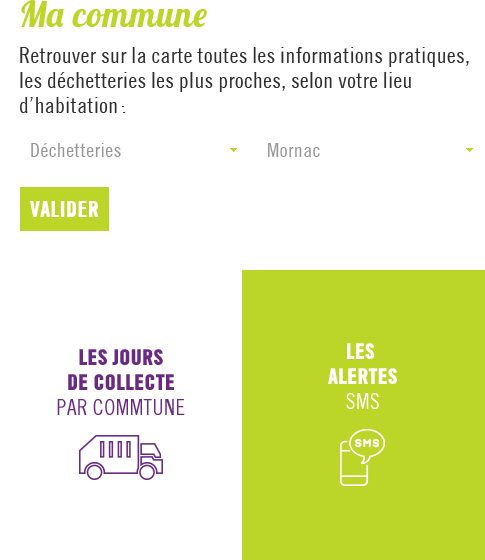 Ma commune
Retrouver sur la carte toutes les informations pratiques,
les déchetteries les plus proches, selon votre lieu
d'habitation :
Déchetteries
Mornac
VALIDER
LES JOURS
DE COLLECTE
PAR COMMTUNE
LES
ALERTES
SMS
SMS